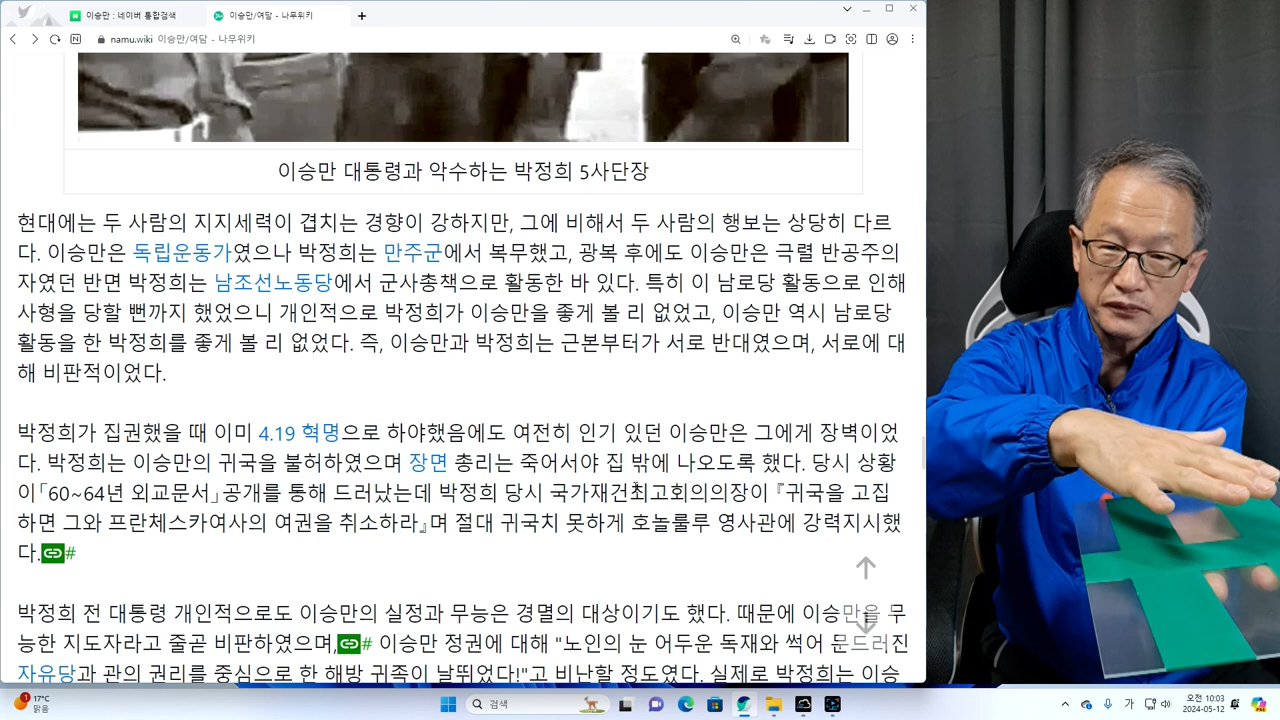 이승만 : 네이버 통합검색
이승만/여담 - 나무위키
namu.wiki 이승만/여담 - 나무위키
이승만 대통령과 악수하는 박정희 5사단장
현대에는 두 사람의 지지세력이 겹치는 경향이 강하지만, 그에 비해서 두 사람의 행보는 상당히 다르
다. 이승만은 독립운동가였으나 박정희는 만주군에서 복무했고, 광복 후에도 이승만은 극렬 반공주의
자였던 반면 박정희는 남조선노동당에서 군사총책으로 활동한 바 있다. 특히 이 남로당 활동으로 인해
사형을 당할 뻔까지 했었으니 개인적으로 박정희가 이승만을 좋게 볼 리 없었고, 이승만 역시 남로당
활동을 한 박정희를 좋게 볼 리 없었다. 즉, 이승만과 박정희는 근본부터가 서로 반대였으며, 서로에 대
해 비판적이었다.
박정희가 집권했을 때 이미 4.19 혁명으로 하야했음에도 여전히 인기 있던 이승만은 그에게 장벽이었
다. 박정희는 이승만의 귀국을 불허하였으며 장면 총리는 죽어서야 집 밖에 나오도록 했다. 당시 상황
이「60~64년 외교문서」공개를 통해 드러났는데 박정희 당시 국가재건최고회의의장이 『귀국을 고집
하면 그와 프란체스카여사의 여권을 취소하라』며 절대 귀국치 못하게 호놀룰루 영사관에 강력지시했
다.#
박정희 전 대통령 개인적으로도 이승만의 실정과 무능은 경멸의 대상이기도 했다. 때문에 이승만을 무
능한 지도자라고 줄곧 비판하였으며,# 이승만 정권에 대해 "노인의 눈 어두운 독재와 썩어 문드러진
자유당과 관의 권리를 중심으로 한 해방 귀족이 날뛰었다!"고 비난할 정도였다. 실제로 박정희는 이승
17°C
맑음
검색
가
오전 10:03
2024-05-12